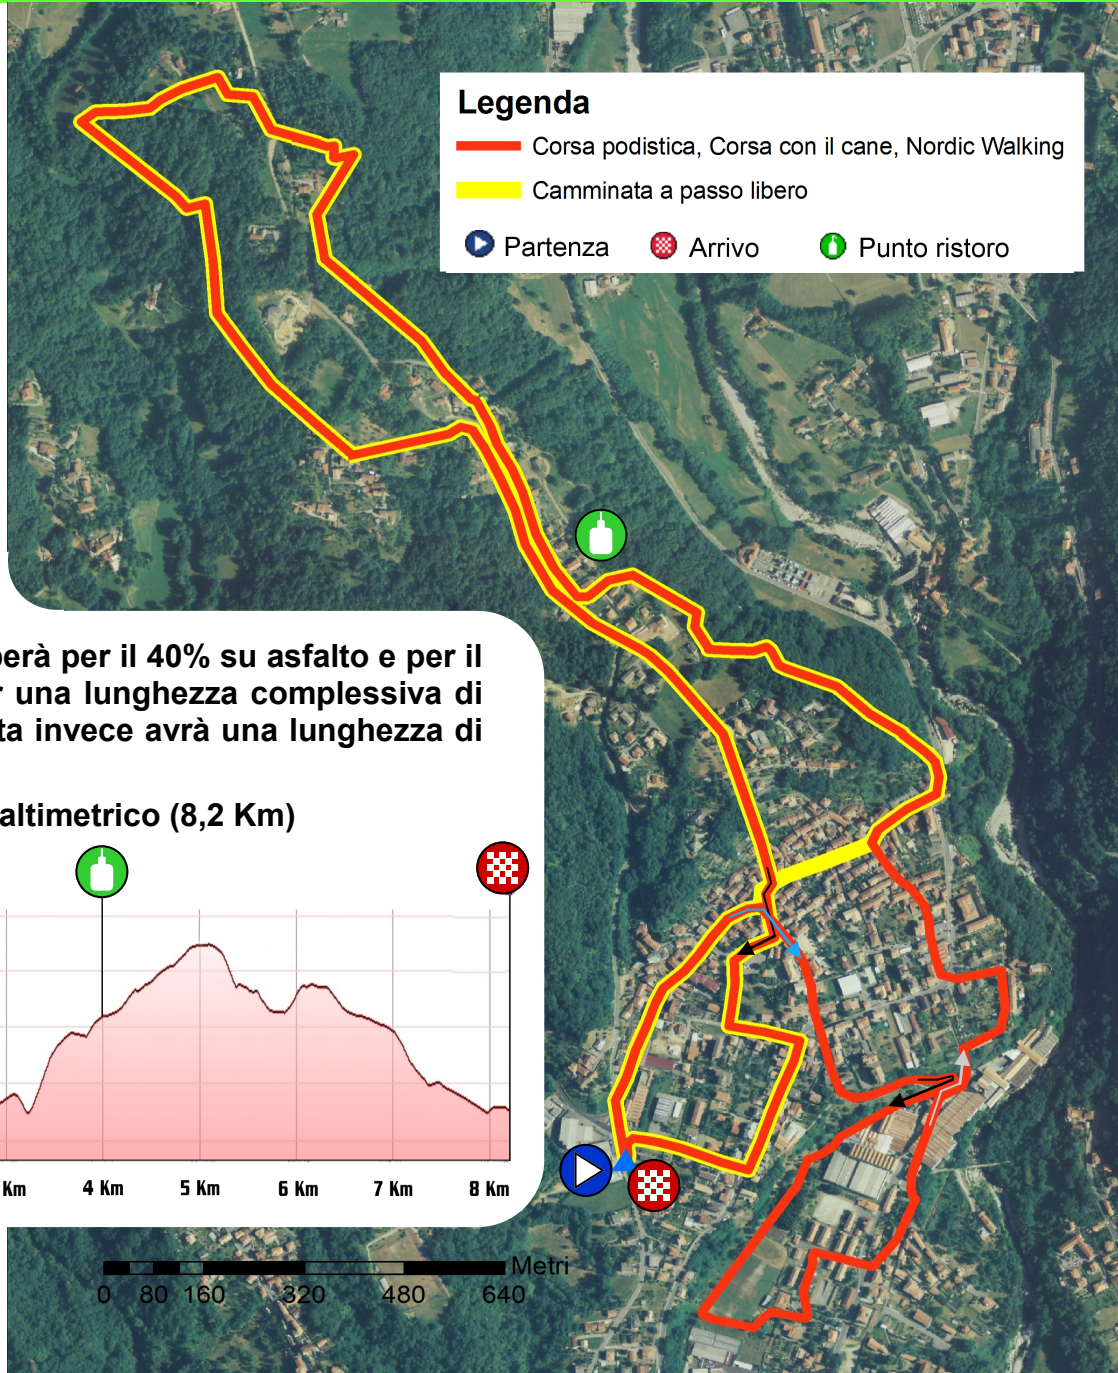 Legenda
Corsa podistica, Corsa con il cane, Nordic Walking
Camminata a passo libero
Partenza Arrivo Punto ristoro
per il 40% su asfalto e per il
una lunghezza complessiva di
invece avrà una lunghezza di
altimetrico (8,2 Km)
Km 4 Km 5 Km 6 Km 7 Km 8 Km
Metri
0 80 160 320 480 640